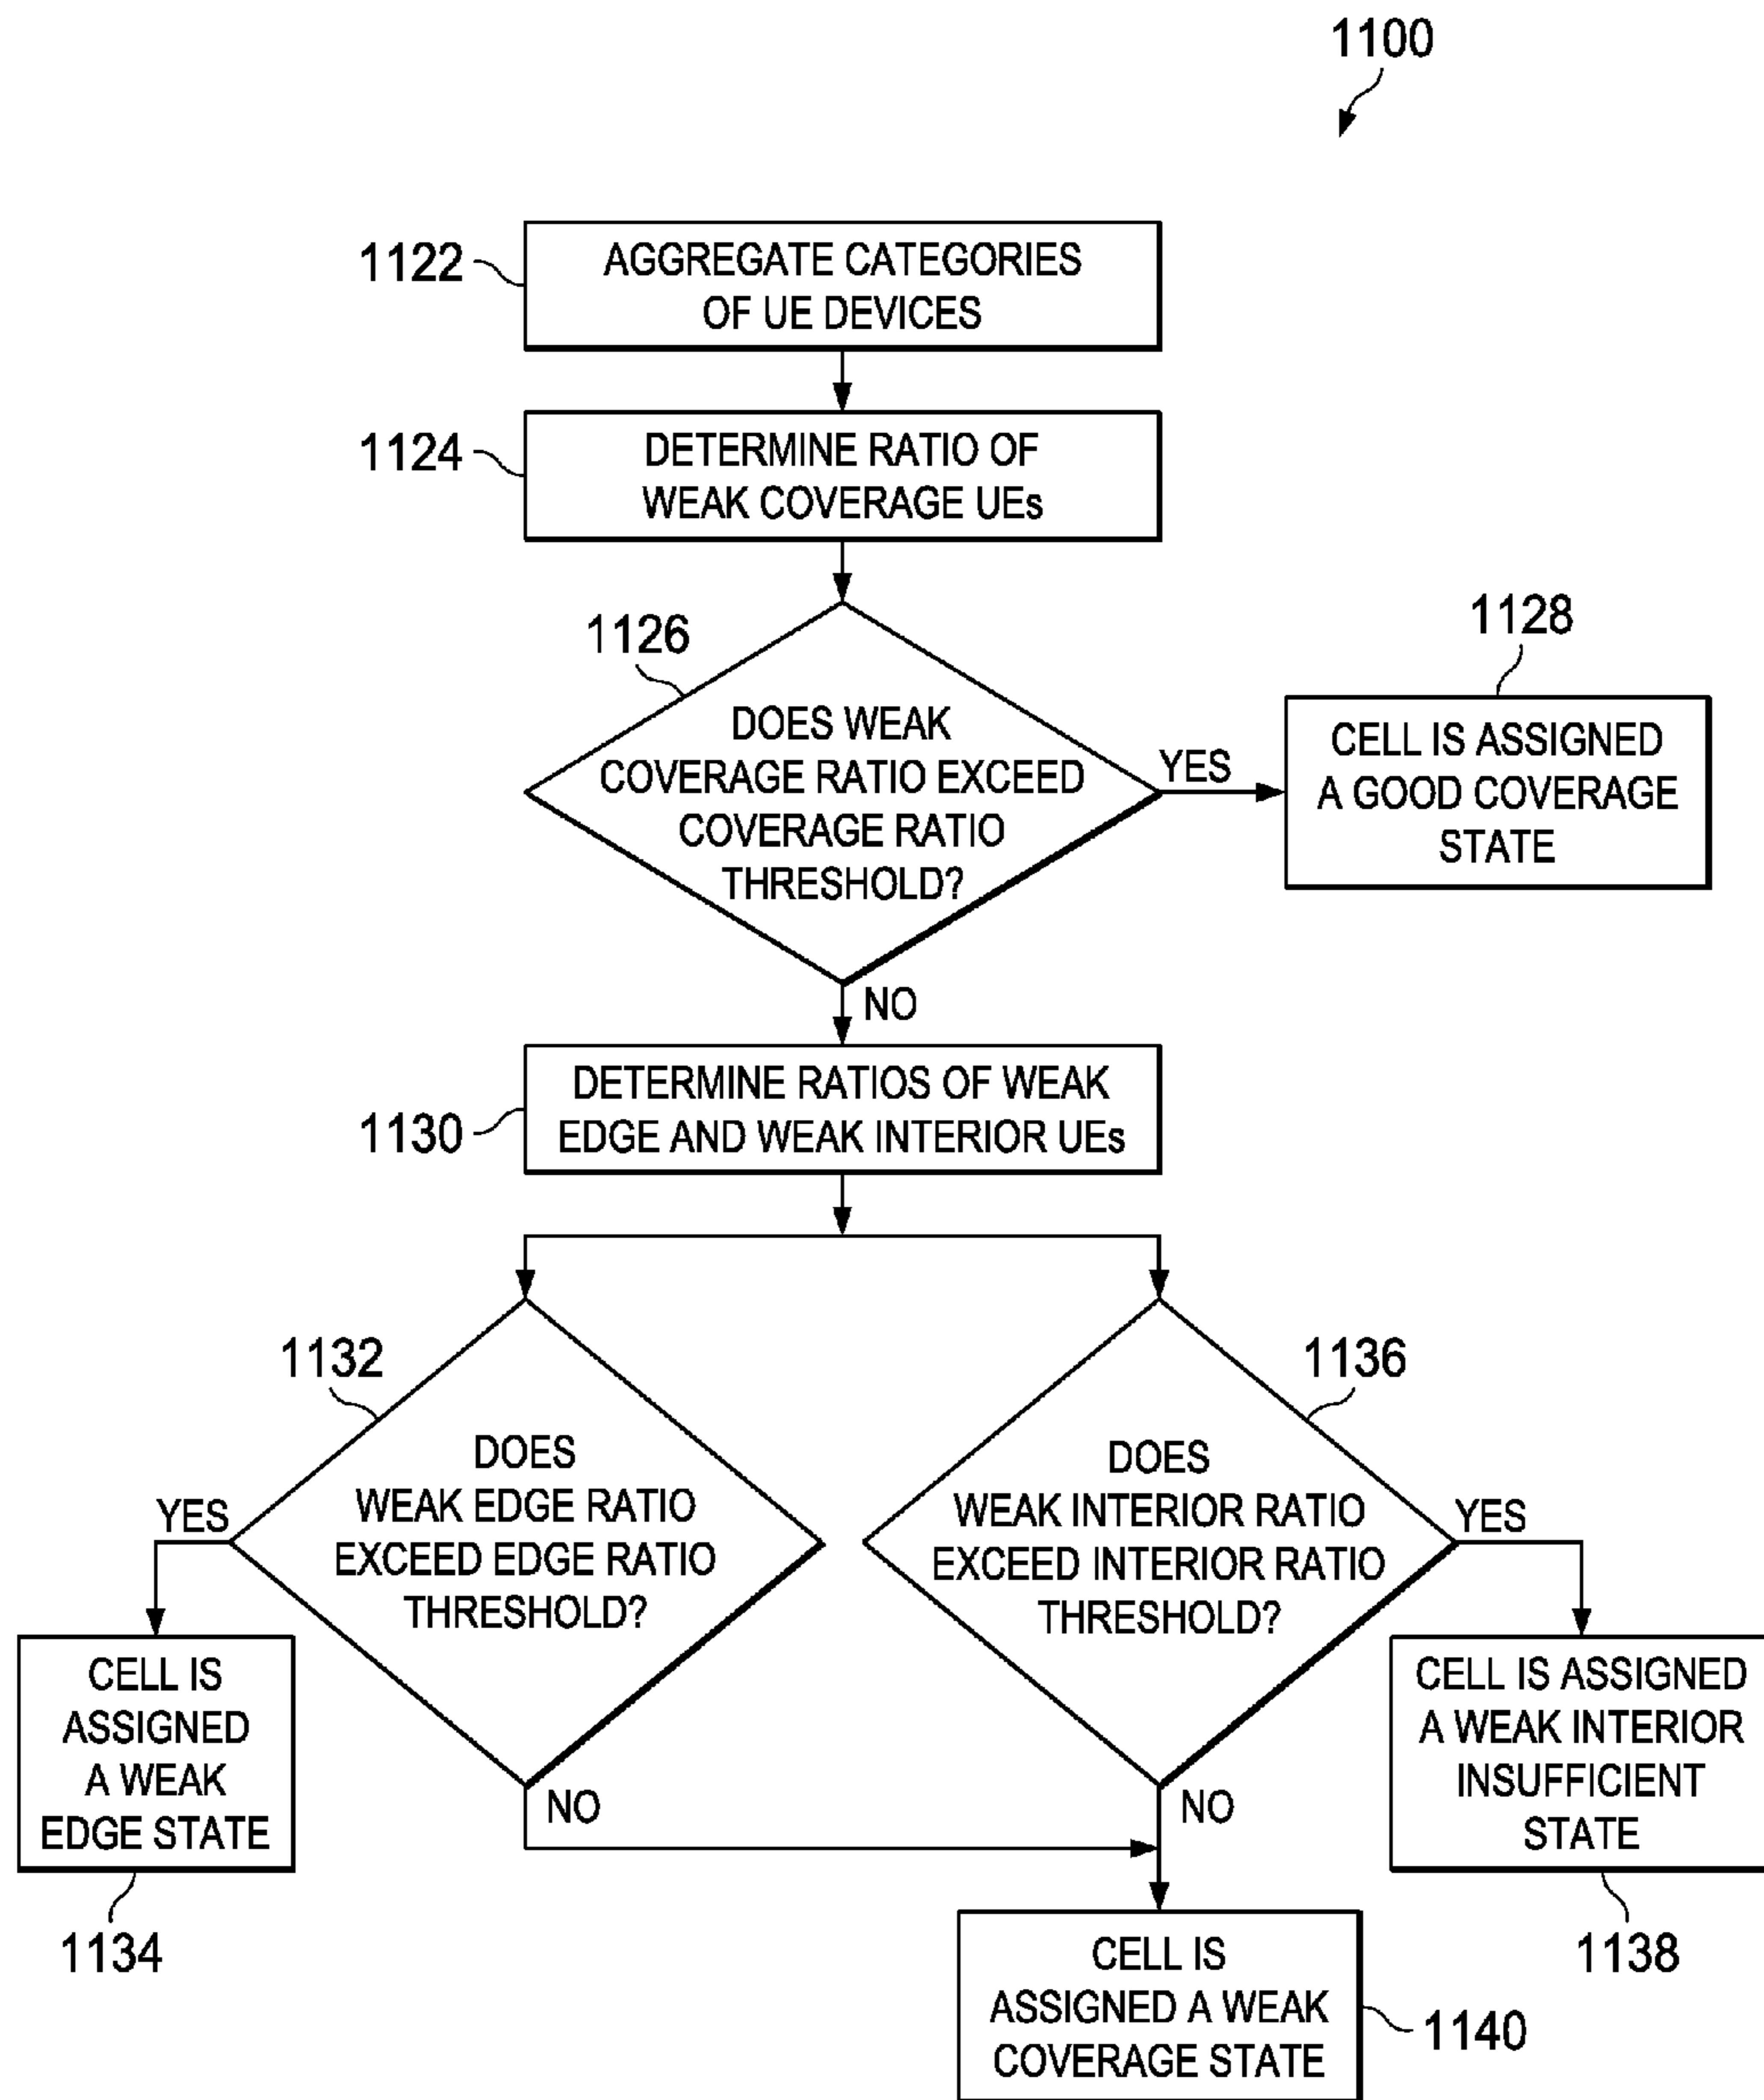 1100
1122
AGGREGATE CATEGORIES
OF UE DEVICES
1124
DETERMINE RATIO OF
WEAK COVERAGE UEs
1126
DOES WEAK
COVERAGE RATIO EXCEED
COVERAGE RATIO
THRESHOLD?
YES
1128
CELL IS ASSIGNED
A GOOD COVERAGE
STATE
NO
1130
DETERMINE RATIOS OF WEAK
EDGE AND WEAK INTERIOR UEs
1132
DOES
WEAK EDGE RATIO
EXCEED EDGE RATIO
THRESHOLD?
YES
NO
CELL IS
ASSIGNED
A WEAK
EDGE STATE
1134
1136
DOES
WEAK INTERIOR RATIO
EXCEED INTERIOR RATIO
THRESHOLD?
YES
NO
CELL IS ASSIGNED
A WEAK INTERIOR
INSUFFICIENT
STATE
1138
CELL IS
ASSIGNED A WEAK
COVERAGE STATE
1140